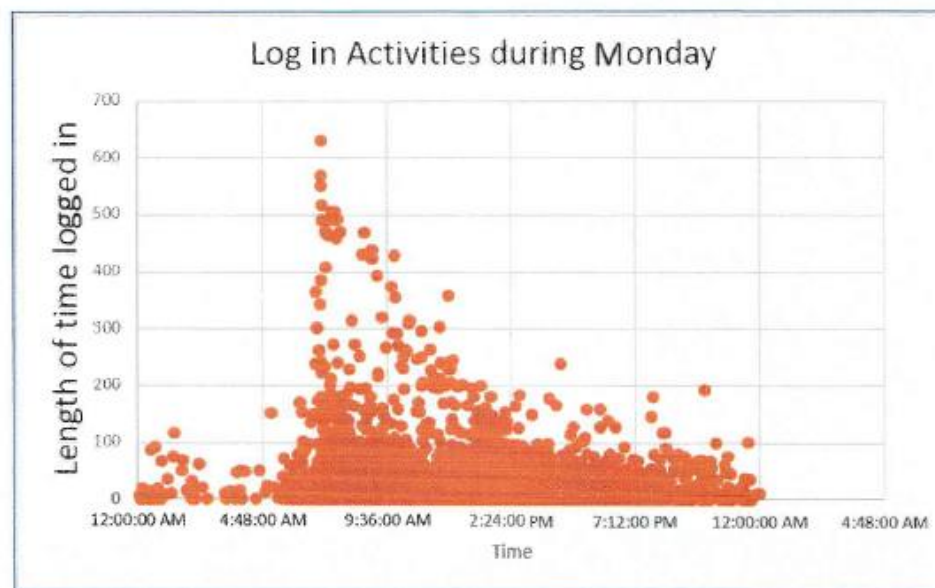 Log in Activities during Monday
Length of time logged in
700
600
500
400
300
200
100
0
12:00:00 AM 4:48:00 AM 9:36:00 AM 2:24:00 PM 7:12:00 PM 12:00:00 AM 4:48:00 AM
Time